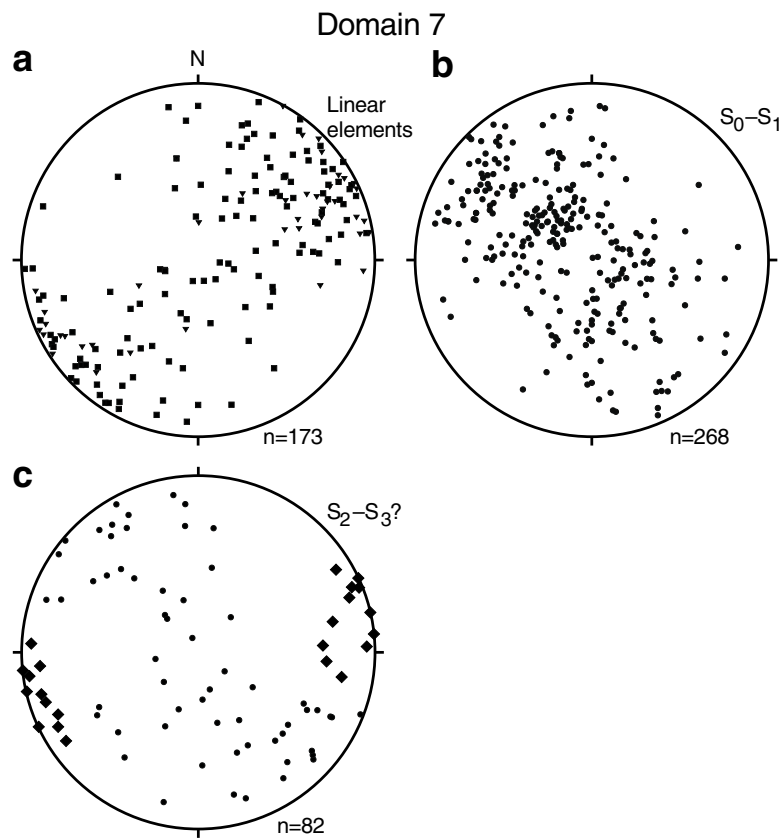 Domain 7
a
N
Linear
elements
n=173
b
S₀–S₁
n=268
c
S₂–S₃?
n=82